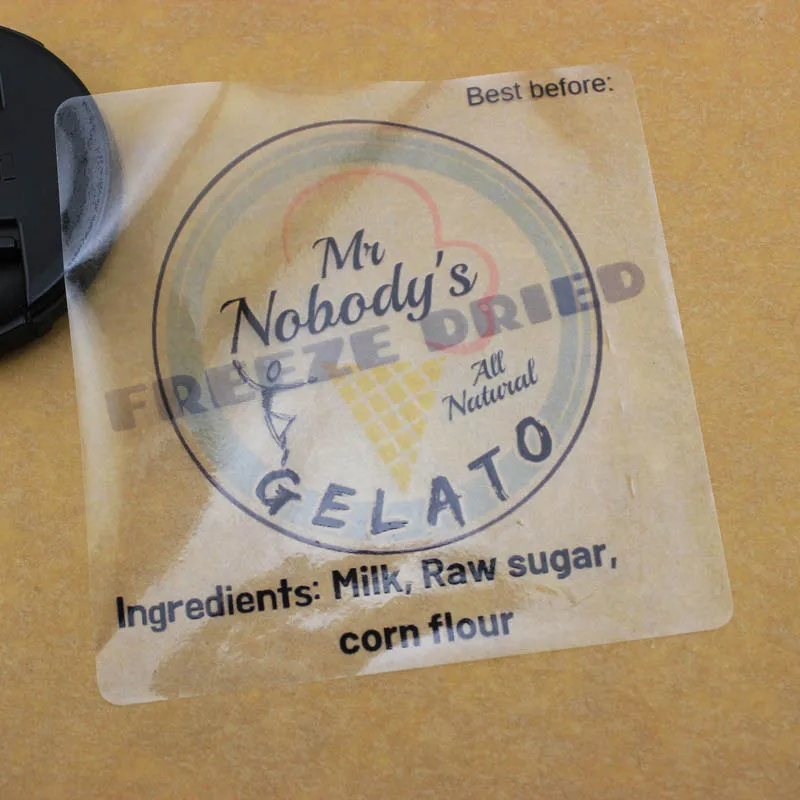 Best before:
Mr
Nobody's
FREEZE DRIED
All
Natural
GELATO
Ingredients: Milk, Raw sugar,
corn flour